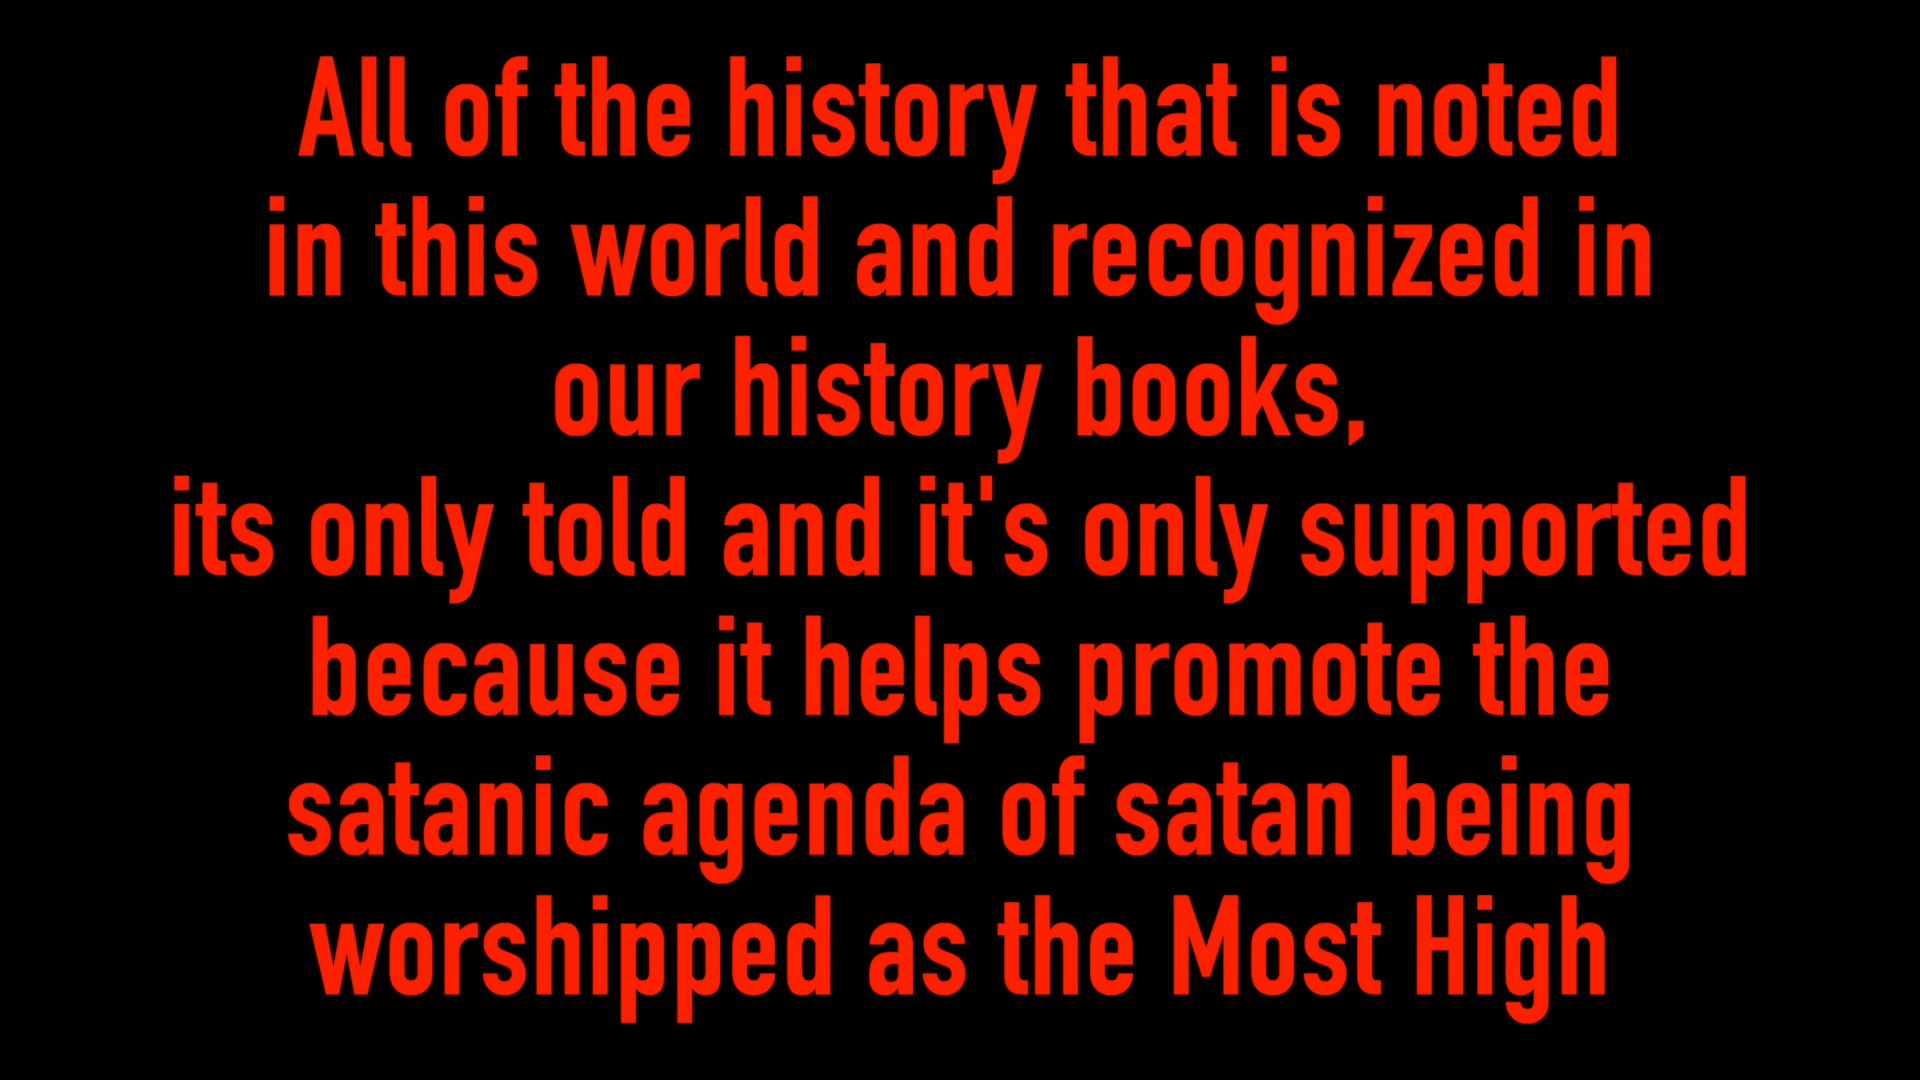 All of the history that is noted
in this world and recognized in
our history books,
its only told and it's only supported
because it helps promote the
satanic agenda of satan being
worshipped as the Most High